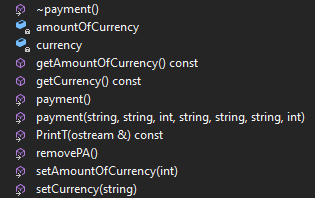 ~payment()
amountOfCurrency
currency
getAmountOfCurrency() const
getCurrency() const
payment()
payment(string, string, int, string, string, string, int)
PrintT(ostream &) const
removePA()
setAmountOfCurrency(int)
setCurrency(string)